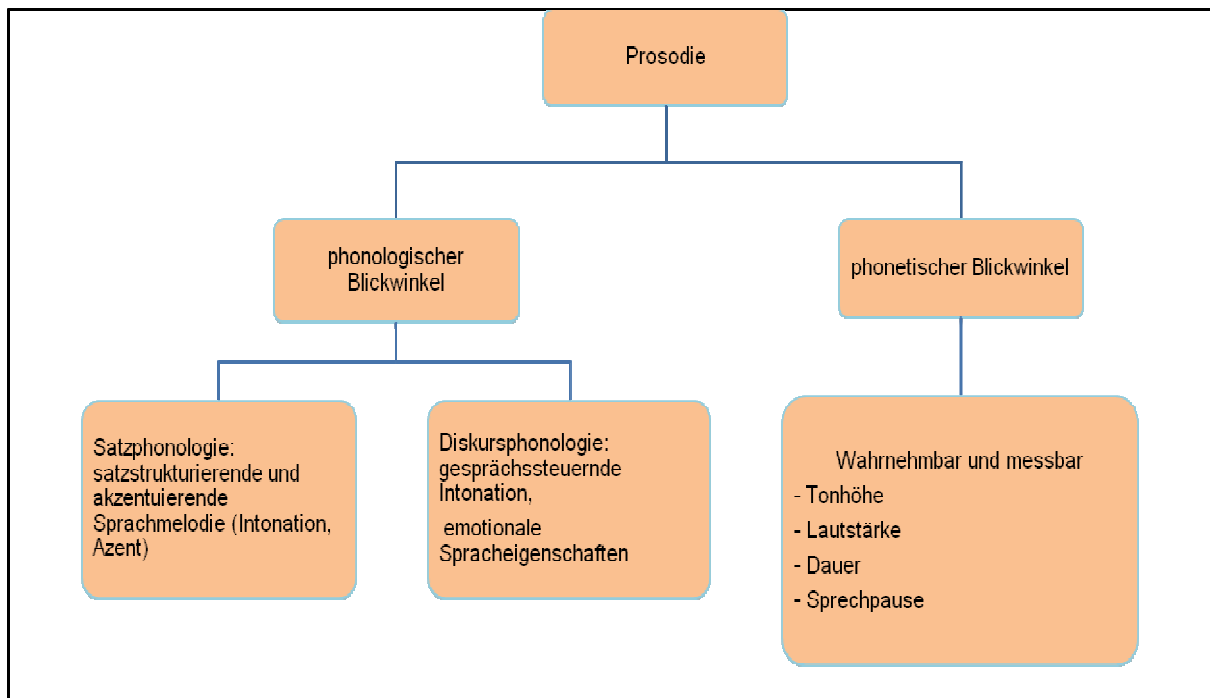 Prosodie
phonologischer
Blickwinkel
phonetischer Blickwinkel
Satzphonologie:
satzstrukturierende und
akzentuierende
Sprachmelodie (Intonation,
Azent)
Diskursphonologie:
gesprächssteuernde
Intonation,
emotionale
Spracheigenschaften
Wahrnehmbar und messbar
- Tonhöhe
- Lautstärke
- Dauer
- Sprechpause